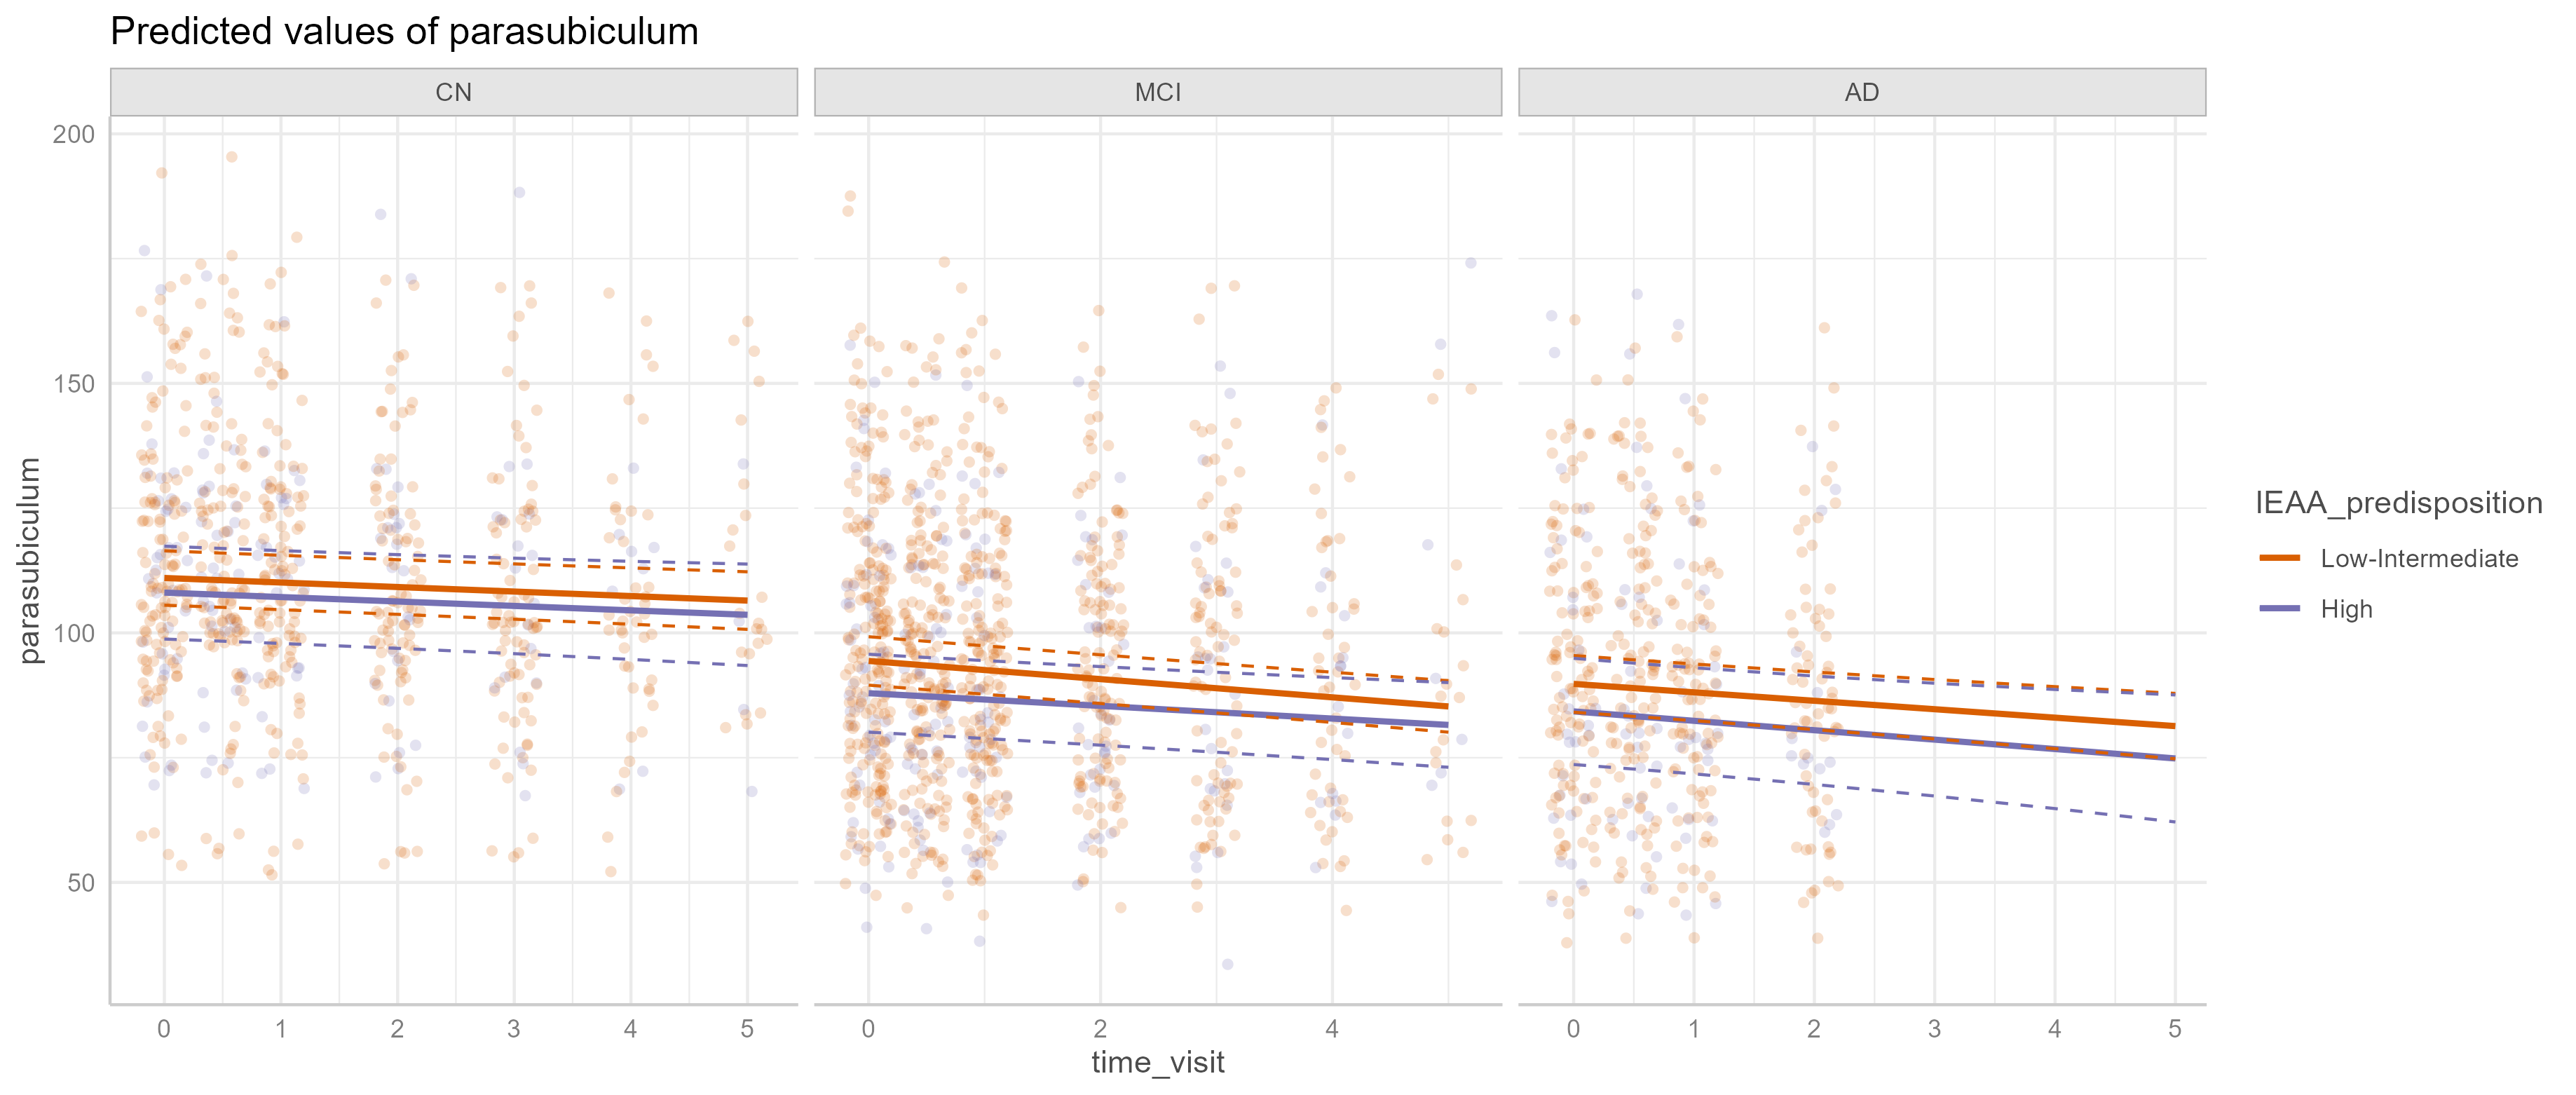 Predicted values of parasubiculum
CN
MCI
AD
200
150
100
50
parasubiculum
0 1 2 3 4 5
0 2 4
0 1 2 3 4 5
time_visit
IEAA_predisposition
Low-Intermediate
High